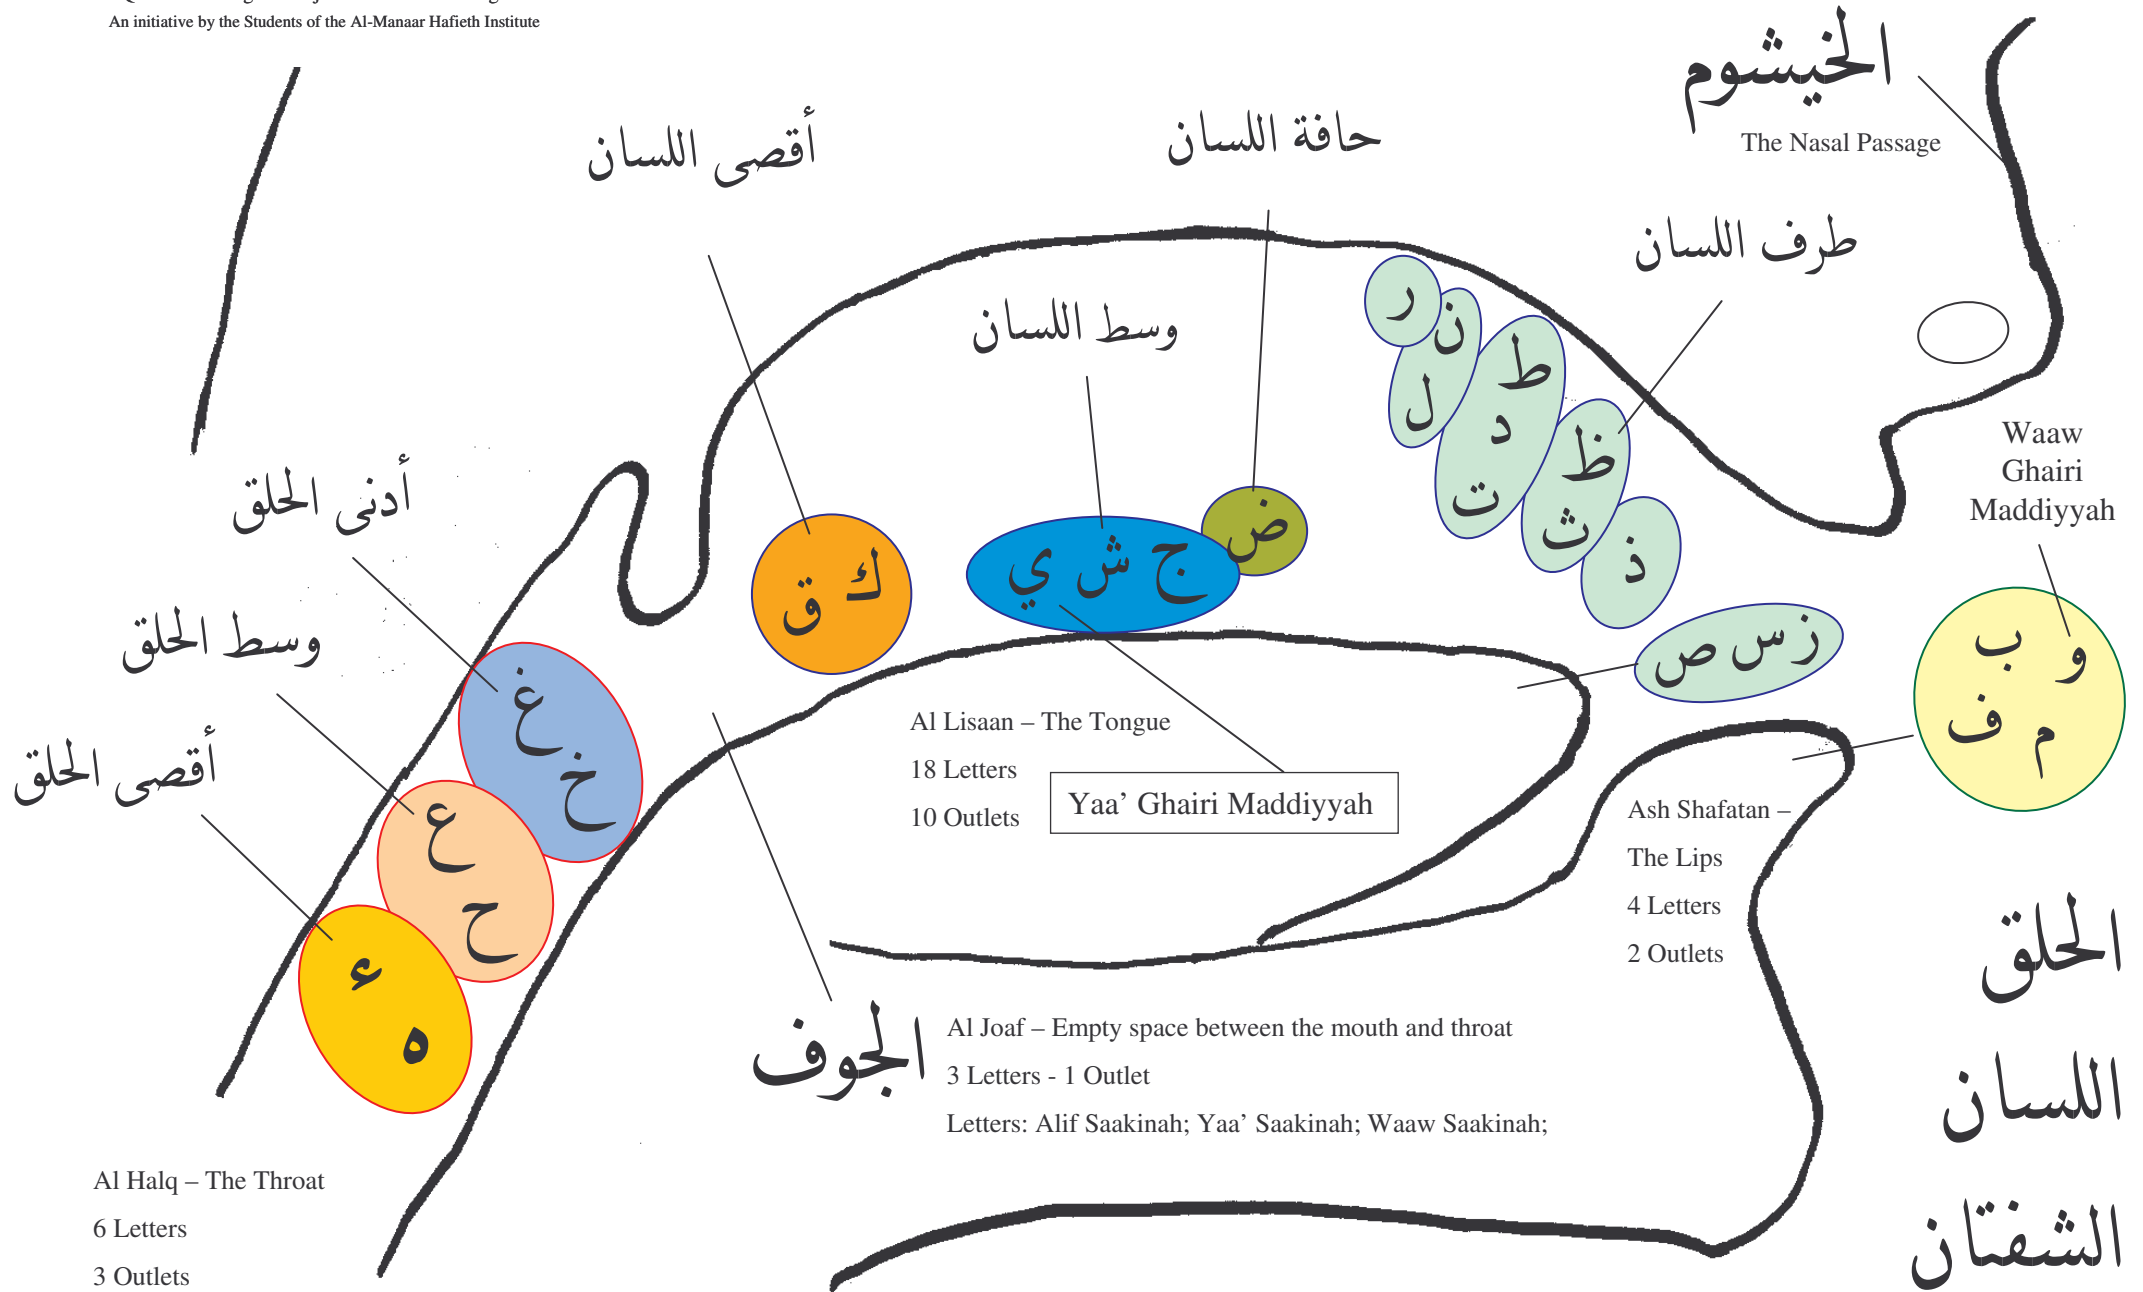 An initiative by the Students of the Al-Manaar Hafieth Institute
الخيشوم
The Nasal Passage
أقصى اللسان
حافة اللسان
طرف اللسان
وسط اللسان
ر
ن
ل
ط
د
ت
ظ
ث
ذ
ز س ص
Waaw
Ghairi
Maddiyyah
و
ب
ف
م
ض
ج ش ي
ك
ق
أدنى الحلق
وسط الحلق
أقصى الحلق
غ
خ
ع
ح
ء
ه
Al Lisaan – The Tongue
18 Letters
10 Outlets
Yaa’ Ghairi Maddiyyah
Ash Shafatan –
The Lips
4 Letters
2 Outlets
الجوف
Al Joaf – Empty space between the mouth and throat
3 Letters - 1 Outlet
Letters: Alif Saakinah; Yaa’ Saakinah; Waaw Saakinah;
Al Halq – The Throat
6 Letters
3 Outlets
الحلق
اللسان
الشفتان